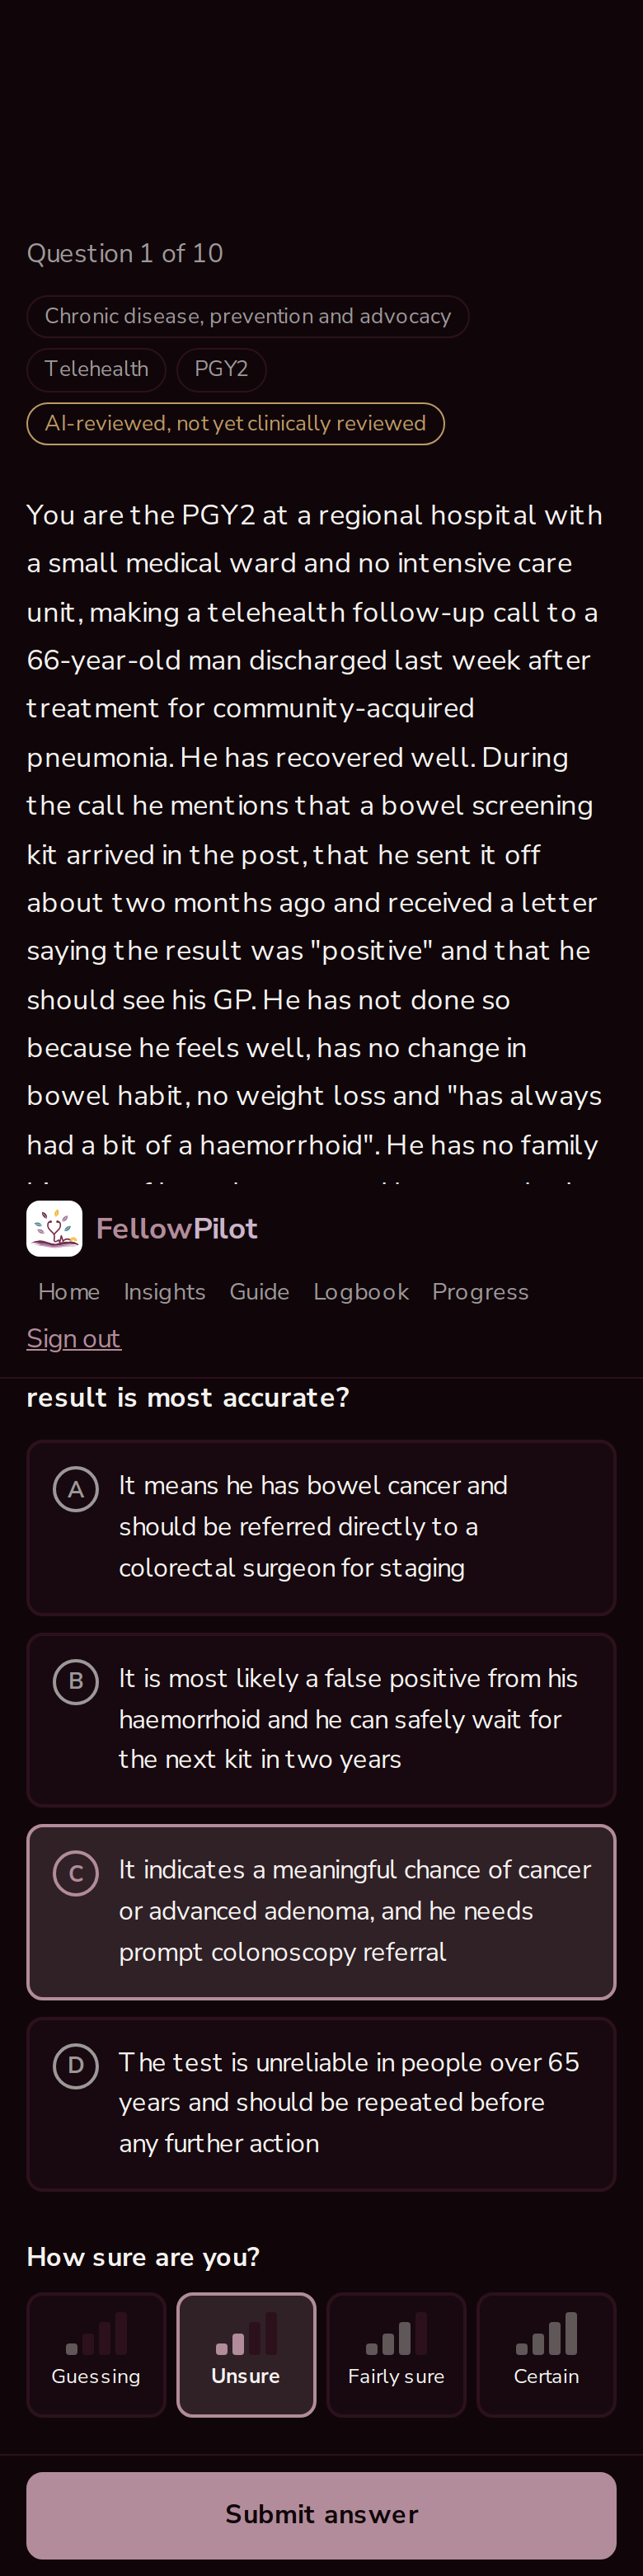 Question 1 of 10
Chronic disease, prevention and advocacy
Telehealth
PGY2
AI-reviewed, not yet clinically reviewed
You are the PGY2 at a regional hospital with
a small medical ward and no intensive care
unit, making a telehealth follow-up call to a
66-year-old man discharged last week after
treatment for community-acquired
pneumonia. He has recovered well. During
the call he mentions that a bowel screening
kit arrived in the post, that he sent it off
about two months ago and received a letter
saying the result was "positive" and that he
should see his GP. He has not done so
because he feels well, has no change in
bowel habit, no weight loss and "has always
had a bit of a haemorrhoid". He has no family
FellowPilot
Home
Insights
Guide
Logbook
Progress
Sign out
result is most accurate?
A
It means he has bowel cancer and
should be referred directly to a
colorectal surgeon for staging
B
It is most likely a false positive from his
haemorrhoid and he can safely wait for
the next kit in two years
C
It indicates a meaningful chance of cancer
or advanced adenoma, and he needs
prompt colonoscopy referral
D
The test is unreliable in people over 65
years and should be repeated before
any further action
How sure are you?
Guessing
Unsure
Fairly sure
Certain
Submit answer